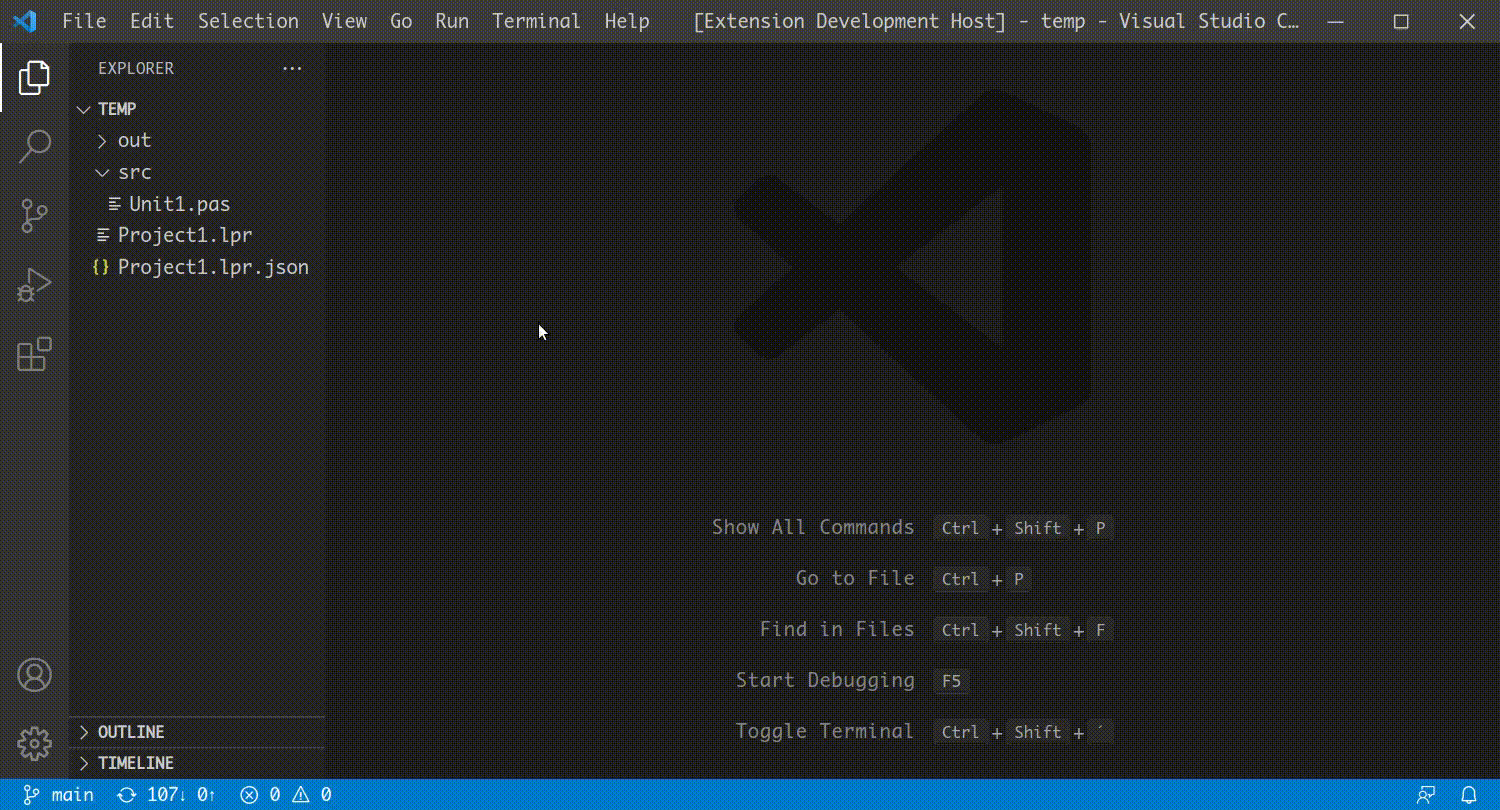 File Edit Selection View Go Run Terminal Help [Extension Development Host] - temp - Visual Studio C…
EXPLORER
TEMP
out
src
Unit1.pas
Project1.lpr
{} Project1.lpr.json
Show All Commands Ctrl + Shift + P
Go to File Ctrl + P
Find in Files Ctrl + Shift + F
Start Debugging F5
Toggle Terminal Ctrl + Shift + ´
OUTLINE
TIMELINE
main 107↓ 0↑ 0 0